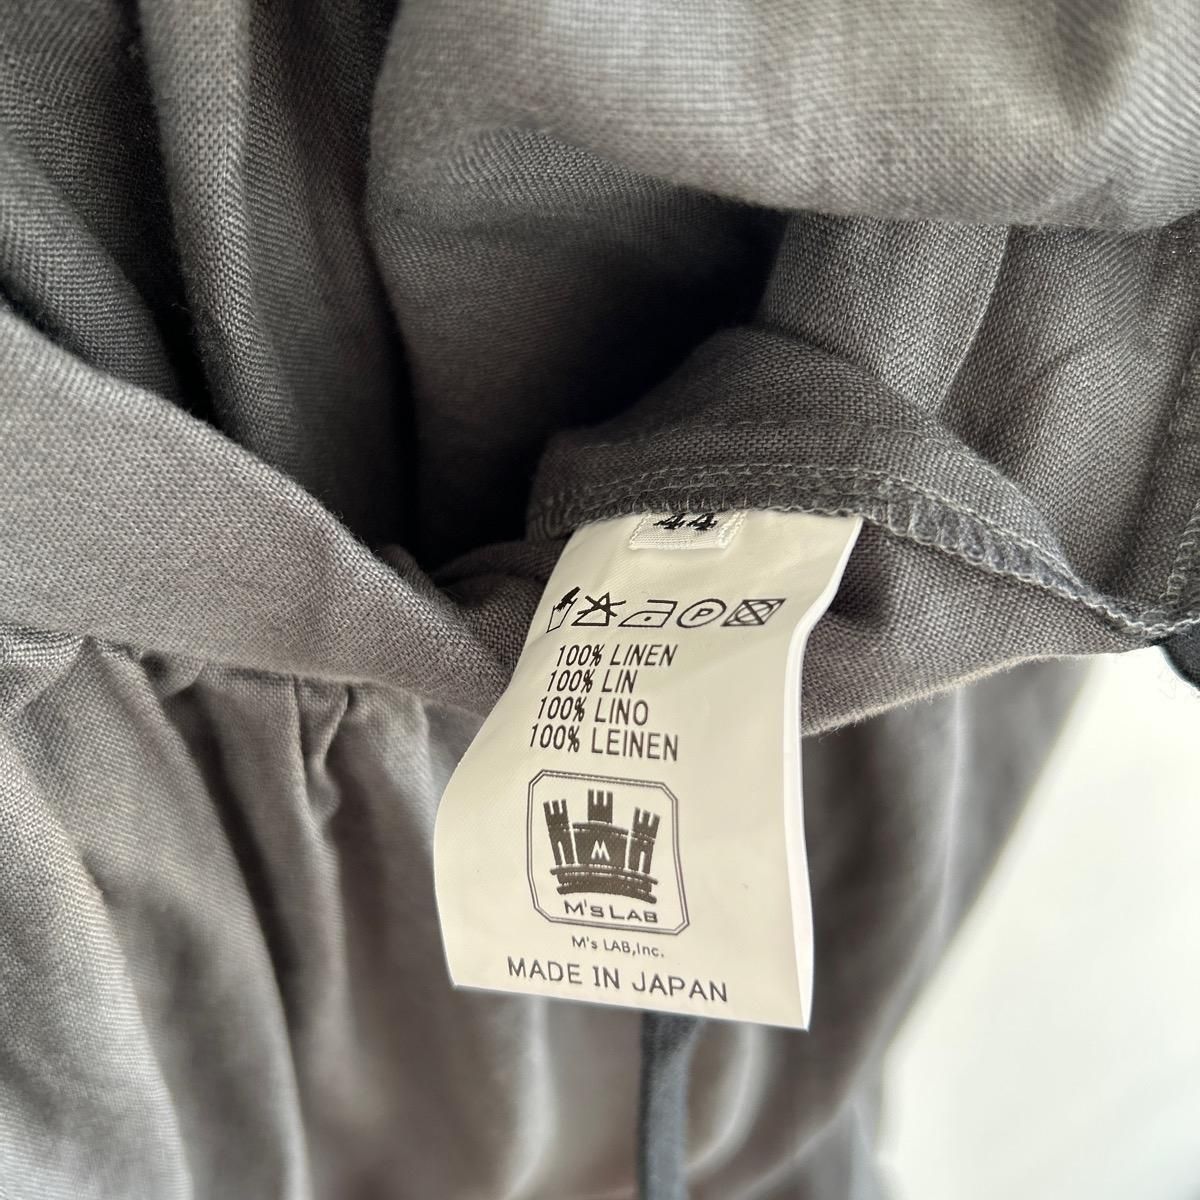 44
P
100% LINEN
100% LIN
100% LINO
100% LEINEN
M
M'S LAB
M's LAB,Inc.
MADE IN JAPAN